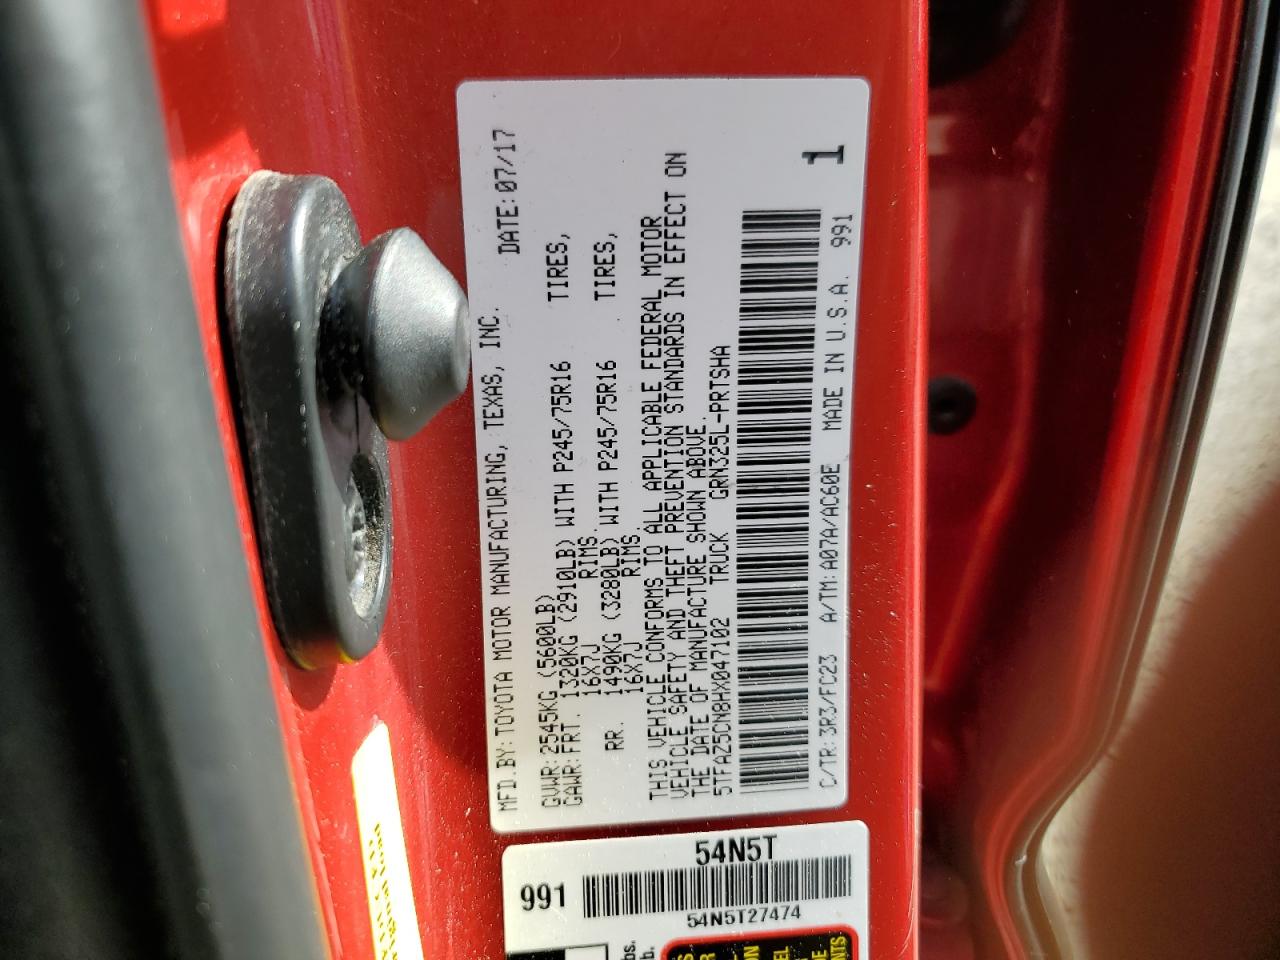 MFD.BY: TOYOTA MOTOR MANUFACTURING, TEXAS, INC. DATE: 07/17
GVWR: 2545KG (5600LB)
GAWR: FRT. 1320KG (2910LB) WITH P245/75R16 TIRES,
16X7J RIMS.
RR. 1490KG (3280LB) WITH P245/75R16 TIRES,
16X7J RIMS.
THIS VEHICLE CONFORMS TO ALL APPLICABLE FEDERAL MOTOR
VEHICLE SAFETY AND THEFT PREVENTION STANDARDS IN EFFECT ON
THE DATE OF MANUFACTURE SHOWN ABOVE.
5TFAZ5CN8HX047102 TRUCK GRN325L-PRTSHA
1
C/TR: 3R3/FC23 A/TM: A07A/AC60E MADE IN U.S.A. 991
54N5T
991
54N5T27474